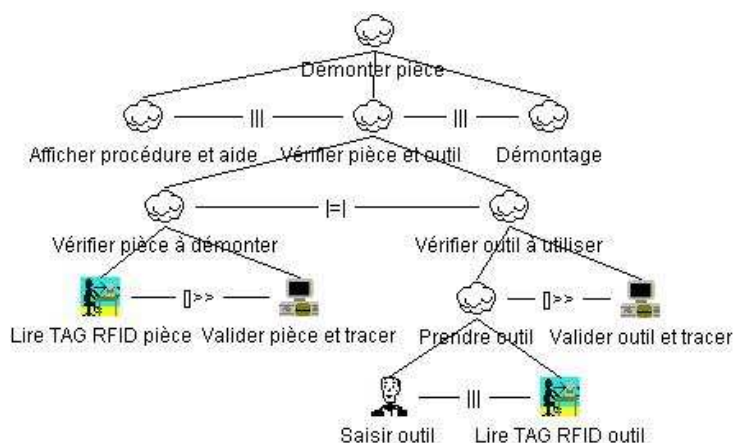 Démonter pièce
||| |||
Afficher procédure et aide Vérifier pièce et outil Démontage
|=|
Vérifier pièce à démonter Vérifier outil à utiliser
[]>> []>>
Lire TAG RFID pièce Valider pièce et tracer Prendre outil Valider outil et tracer
|||
Saisir outil Lire TAG RFID outil